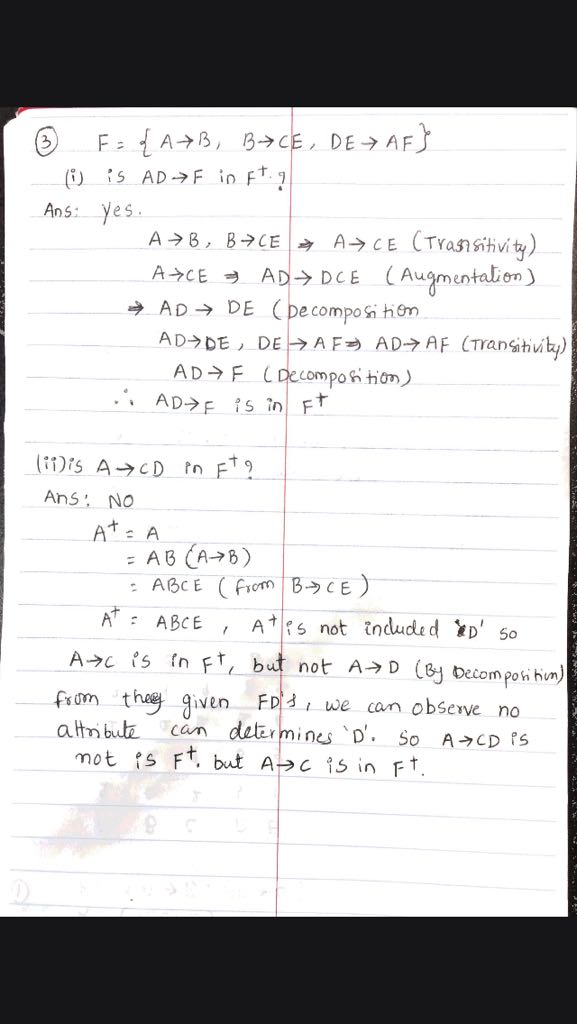 ③ F = { A→B, B→CE, DE→AF}
(i) is AD→F in F⁺.?
Ans: yes.
A→B, B→CE ⇒ A→CE (Transitivity)
A→CE ⇒ AD→DCE (Augmentation)
⇒ AD → DE (Decomposition
AD→DE, DE→AF⇒ AD→AF (Transitivity)
AD→F (Decomposition)
∴ AD→F is in F⁺
(ii) is A→CD in F⁺?
Ans: NO
A⁺ = A
= AB (A→B)
= ABCE (from B→CE)
A⁺ = ABCE , A⁺ is not included 'D' so
A→C is in F⁺, but not A→D (By Decomposition)
from the given FD's, we can observe no
attribute can determines 'D'. so A→CD is
not is F⁺. but A→C is in F⁺.